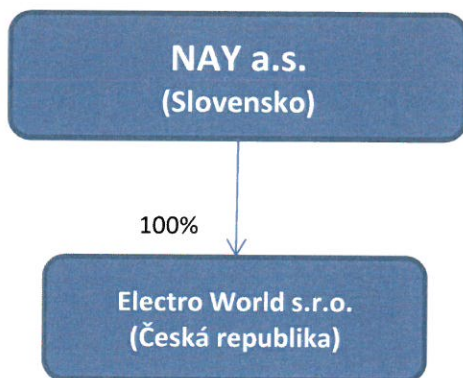 NAY a.s.
(Slovensko)
100%
Electro World s.r.o.
(Česká republika)